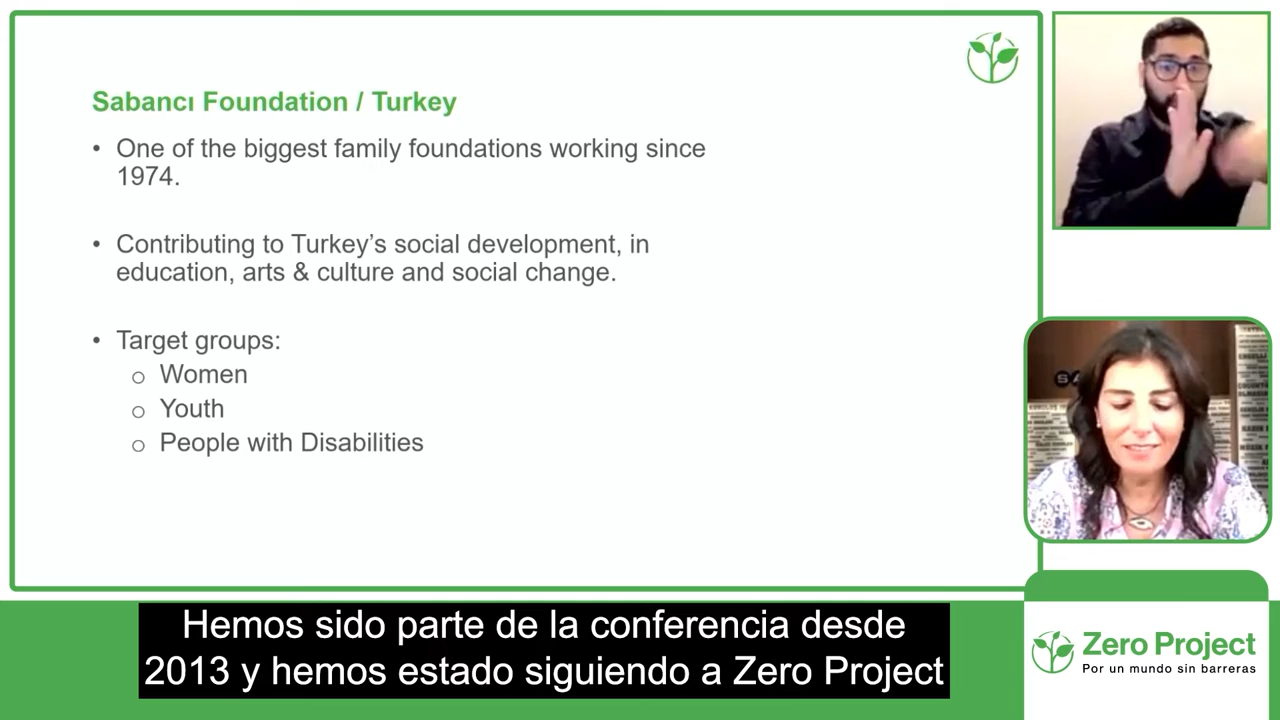 Sabancı Foundation / Turkey
• One of the biggest family foundations working since
1974.
• Contributing to Turkey’s social development, in
education, arts & culture and social change.
• Target groups:
o Women
o Youth
o People with Disabilities
Hemos sido parte de la conferencia desde
2013 y hemos estado siguiendo a Zero Project
Zero Project
Por un mundo sin barreras